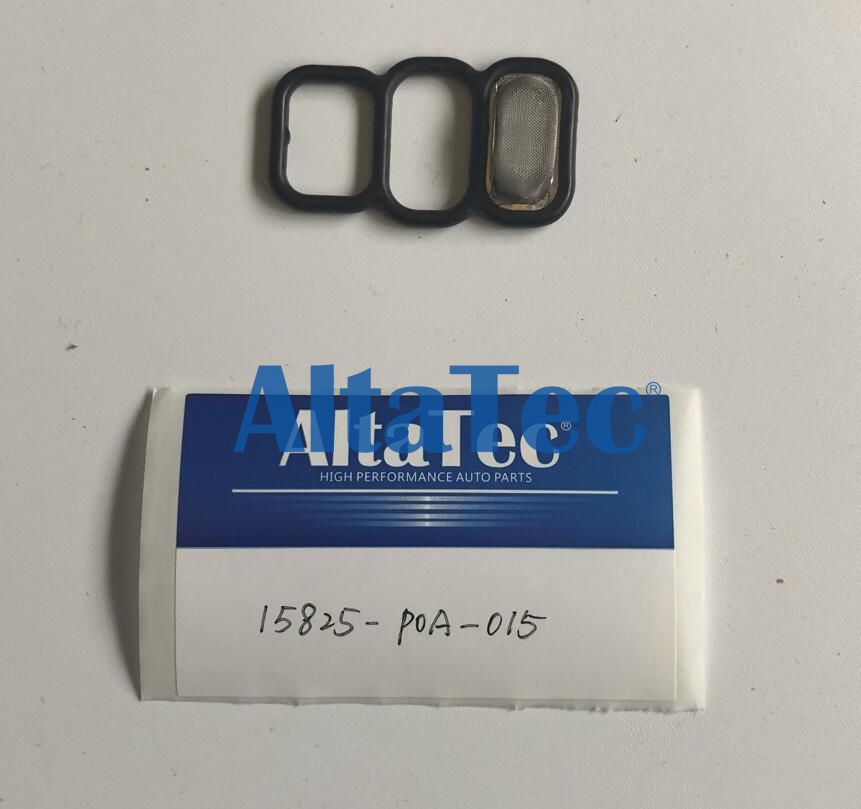 AltaTec®
AltaTec®
HIGH PERFORMANCE AUTO PARTS
15825-P0A-015